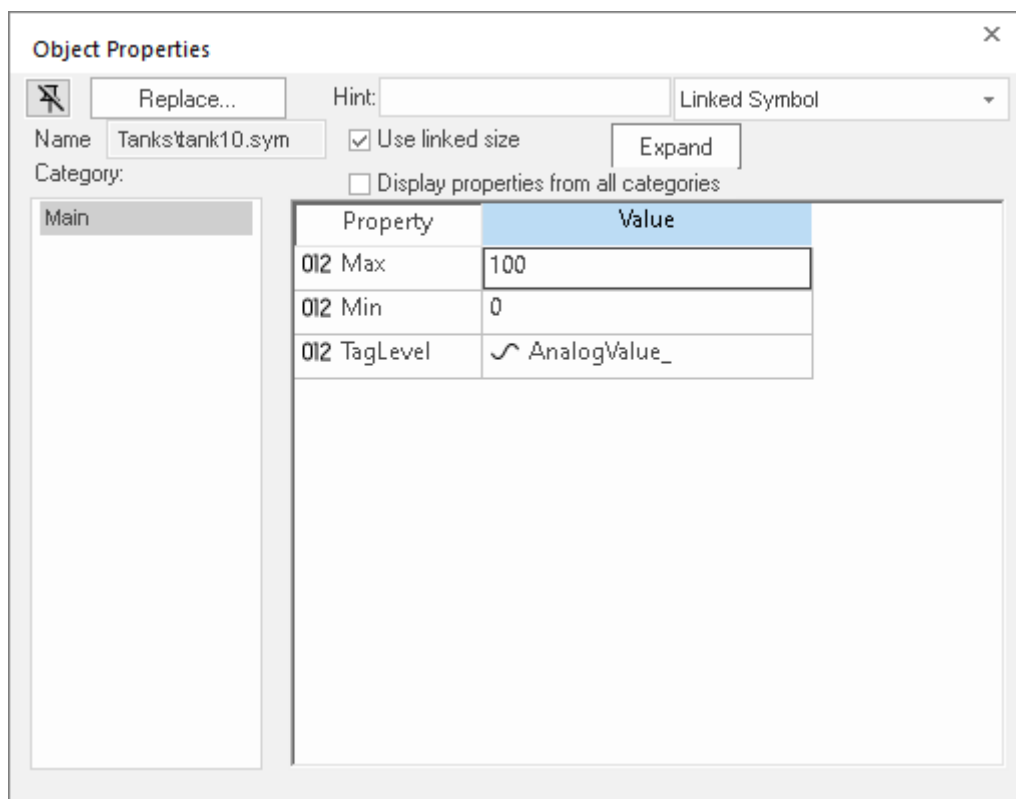 Object Properties
Replace... Hint: Linked Symbol
Name Tanks\tank10.sym Use linked size Expand
Category: Display properties from all categories
Main Property Value
012 Max 100
012 Min 0
012 TagLevel AnalogValue_